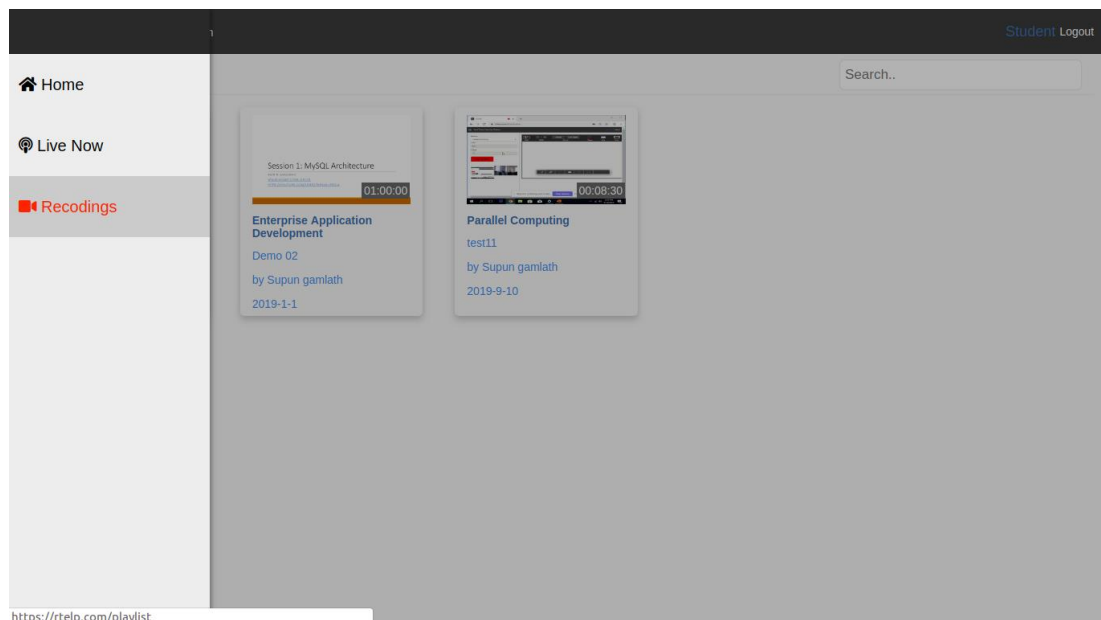 Student Logout
Home
Live Now
Recodings
Search..
Session 1: MySQL Architecture
01:00:00
Enterprise Application
Development
Demo 02
by Supun gamlath
2019-1-1
00:08:30
Parallel Computing
test11
by Supun gamlath
2019-9-10
https://rtelp.com/playlist